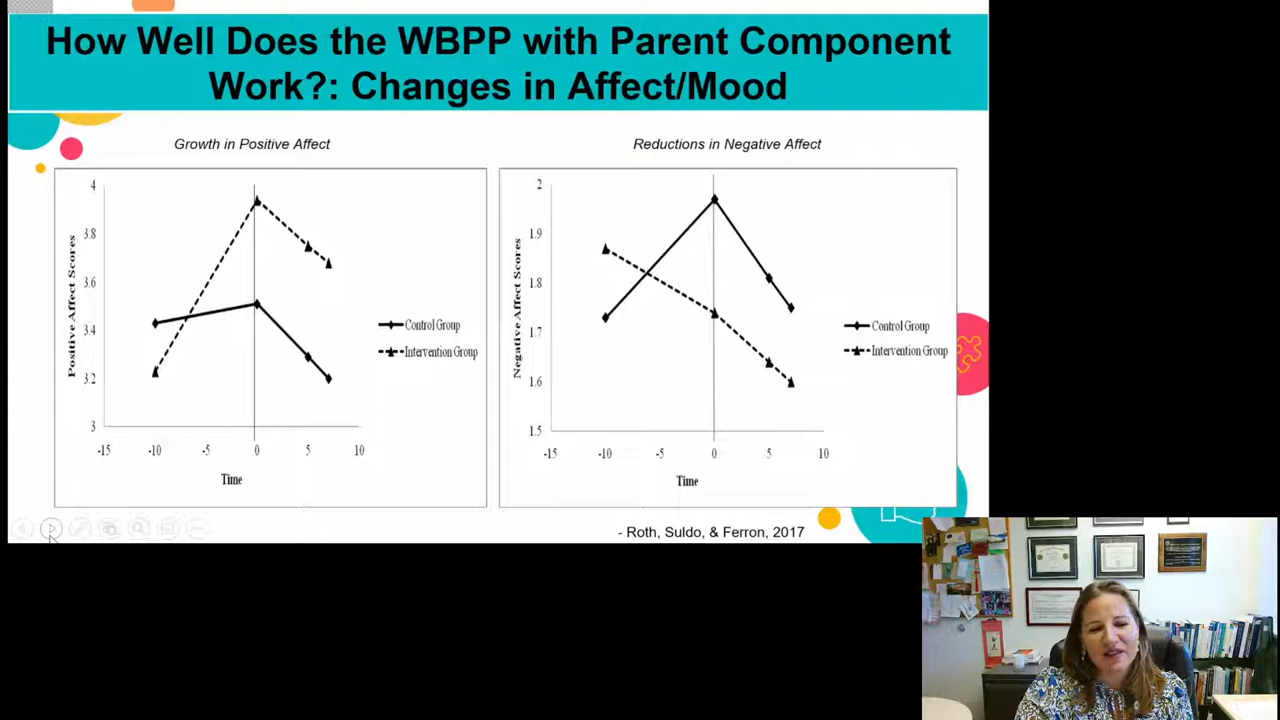 How Well Does the WBPP with Parent Component
Work?: Changes in Affect/Mood
Growth in Positive Affect
Positive Affect Scores
4
3.8
3.6
3.4
3.2
3
-15
-10
-5
0
5
10
Time
Control Group
Intervention Group
Reductions in Negative Affect
Negative Affect Scores
2
1.9
1.8
1.7
1.6
1.5
-15
-10
-5
0
5
10
Time
Control Group
Intervention Group
- Roth, Suldo, & Ferron, 2017